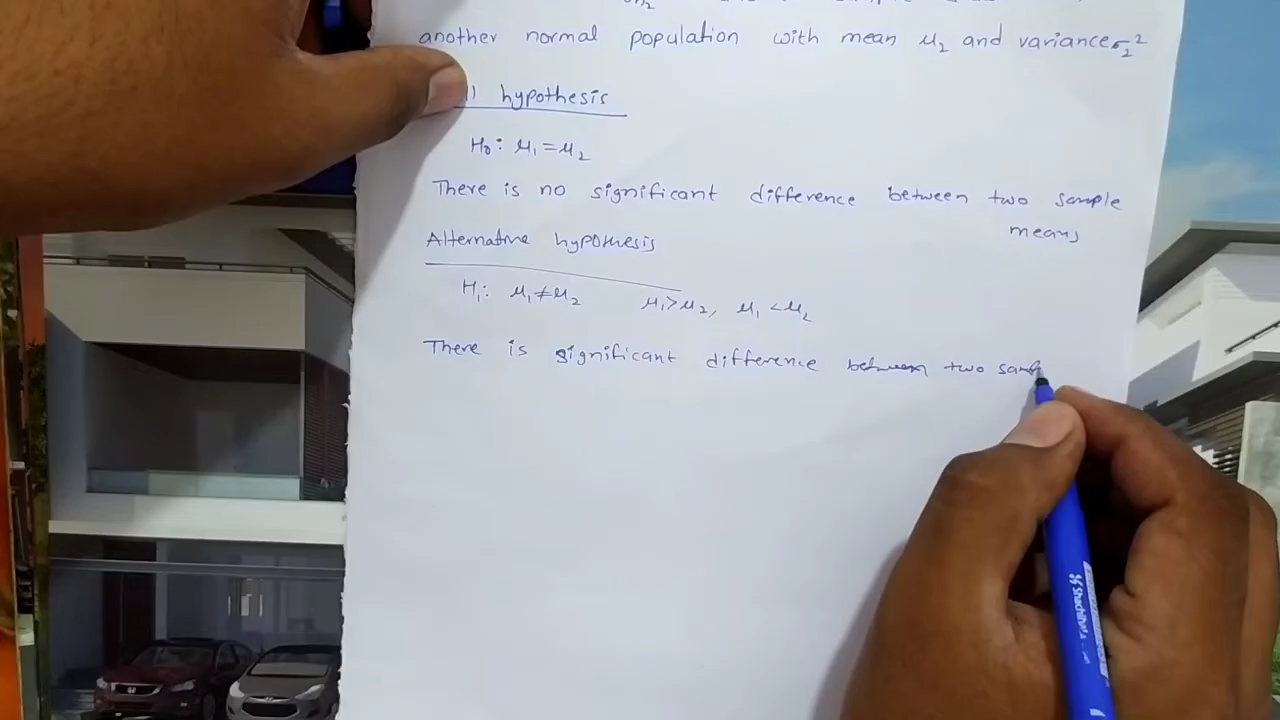 another normal population with mean μ₂ and variance σ₂²
hypothesis
H₀: μ₁ = μ₂
There is no significant difference between two sample
means
Alternative hypothesis
H₁: μ₁ ≠ μ₂ μ₁ > μ₂, μ₁ < μ₂
There is significant difference between two samp